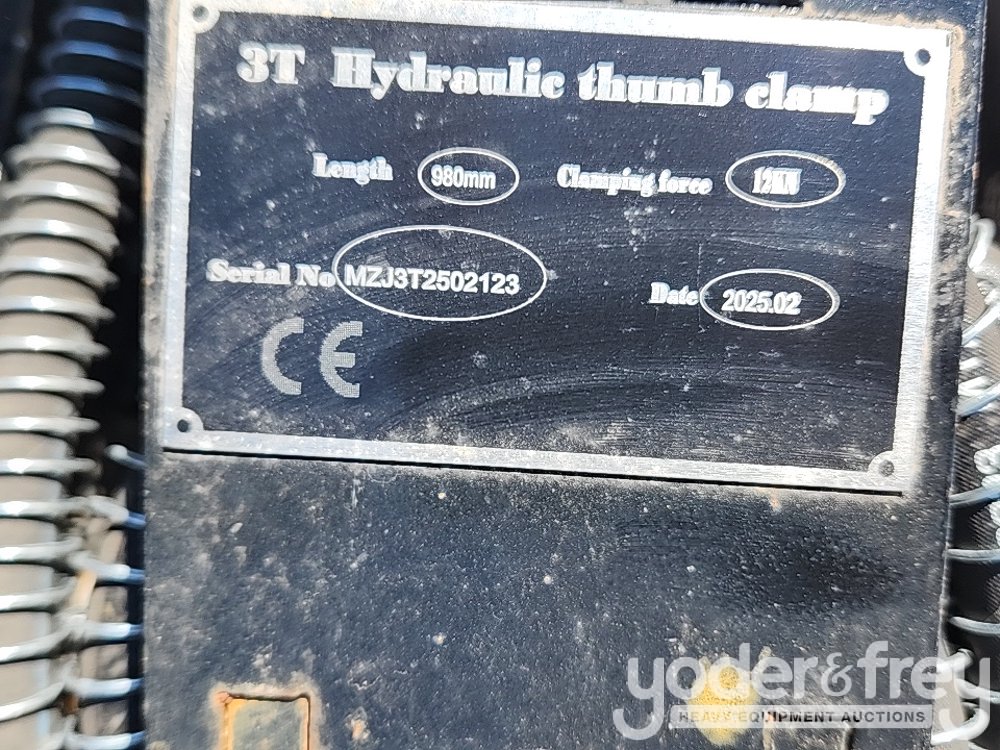 3T Hydraulic thumb clamp
Length 980mm Clamping force 12KN
Serial No MZJ3T2502123 Date 2025.02
CE
yoder&frey
HEAVY EQUIPMENT AUCTIONS